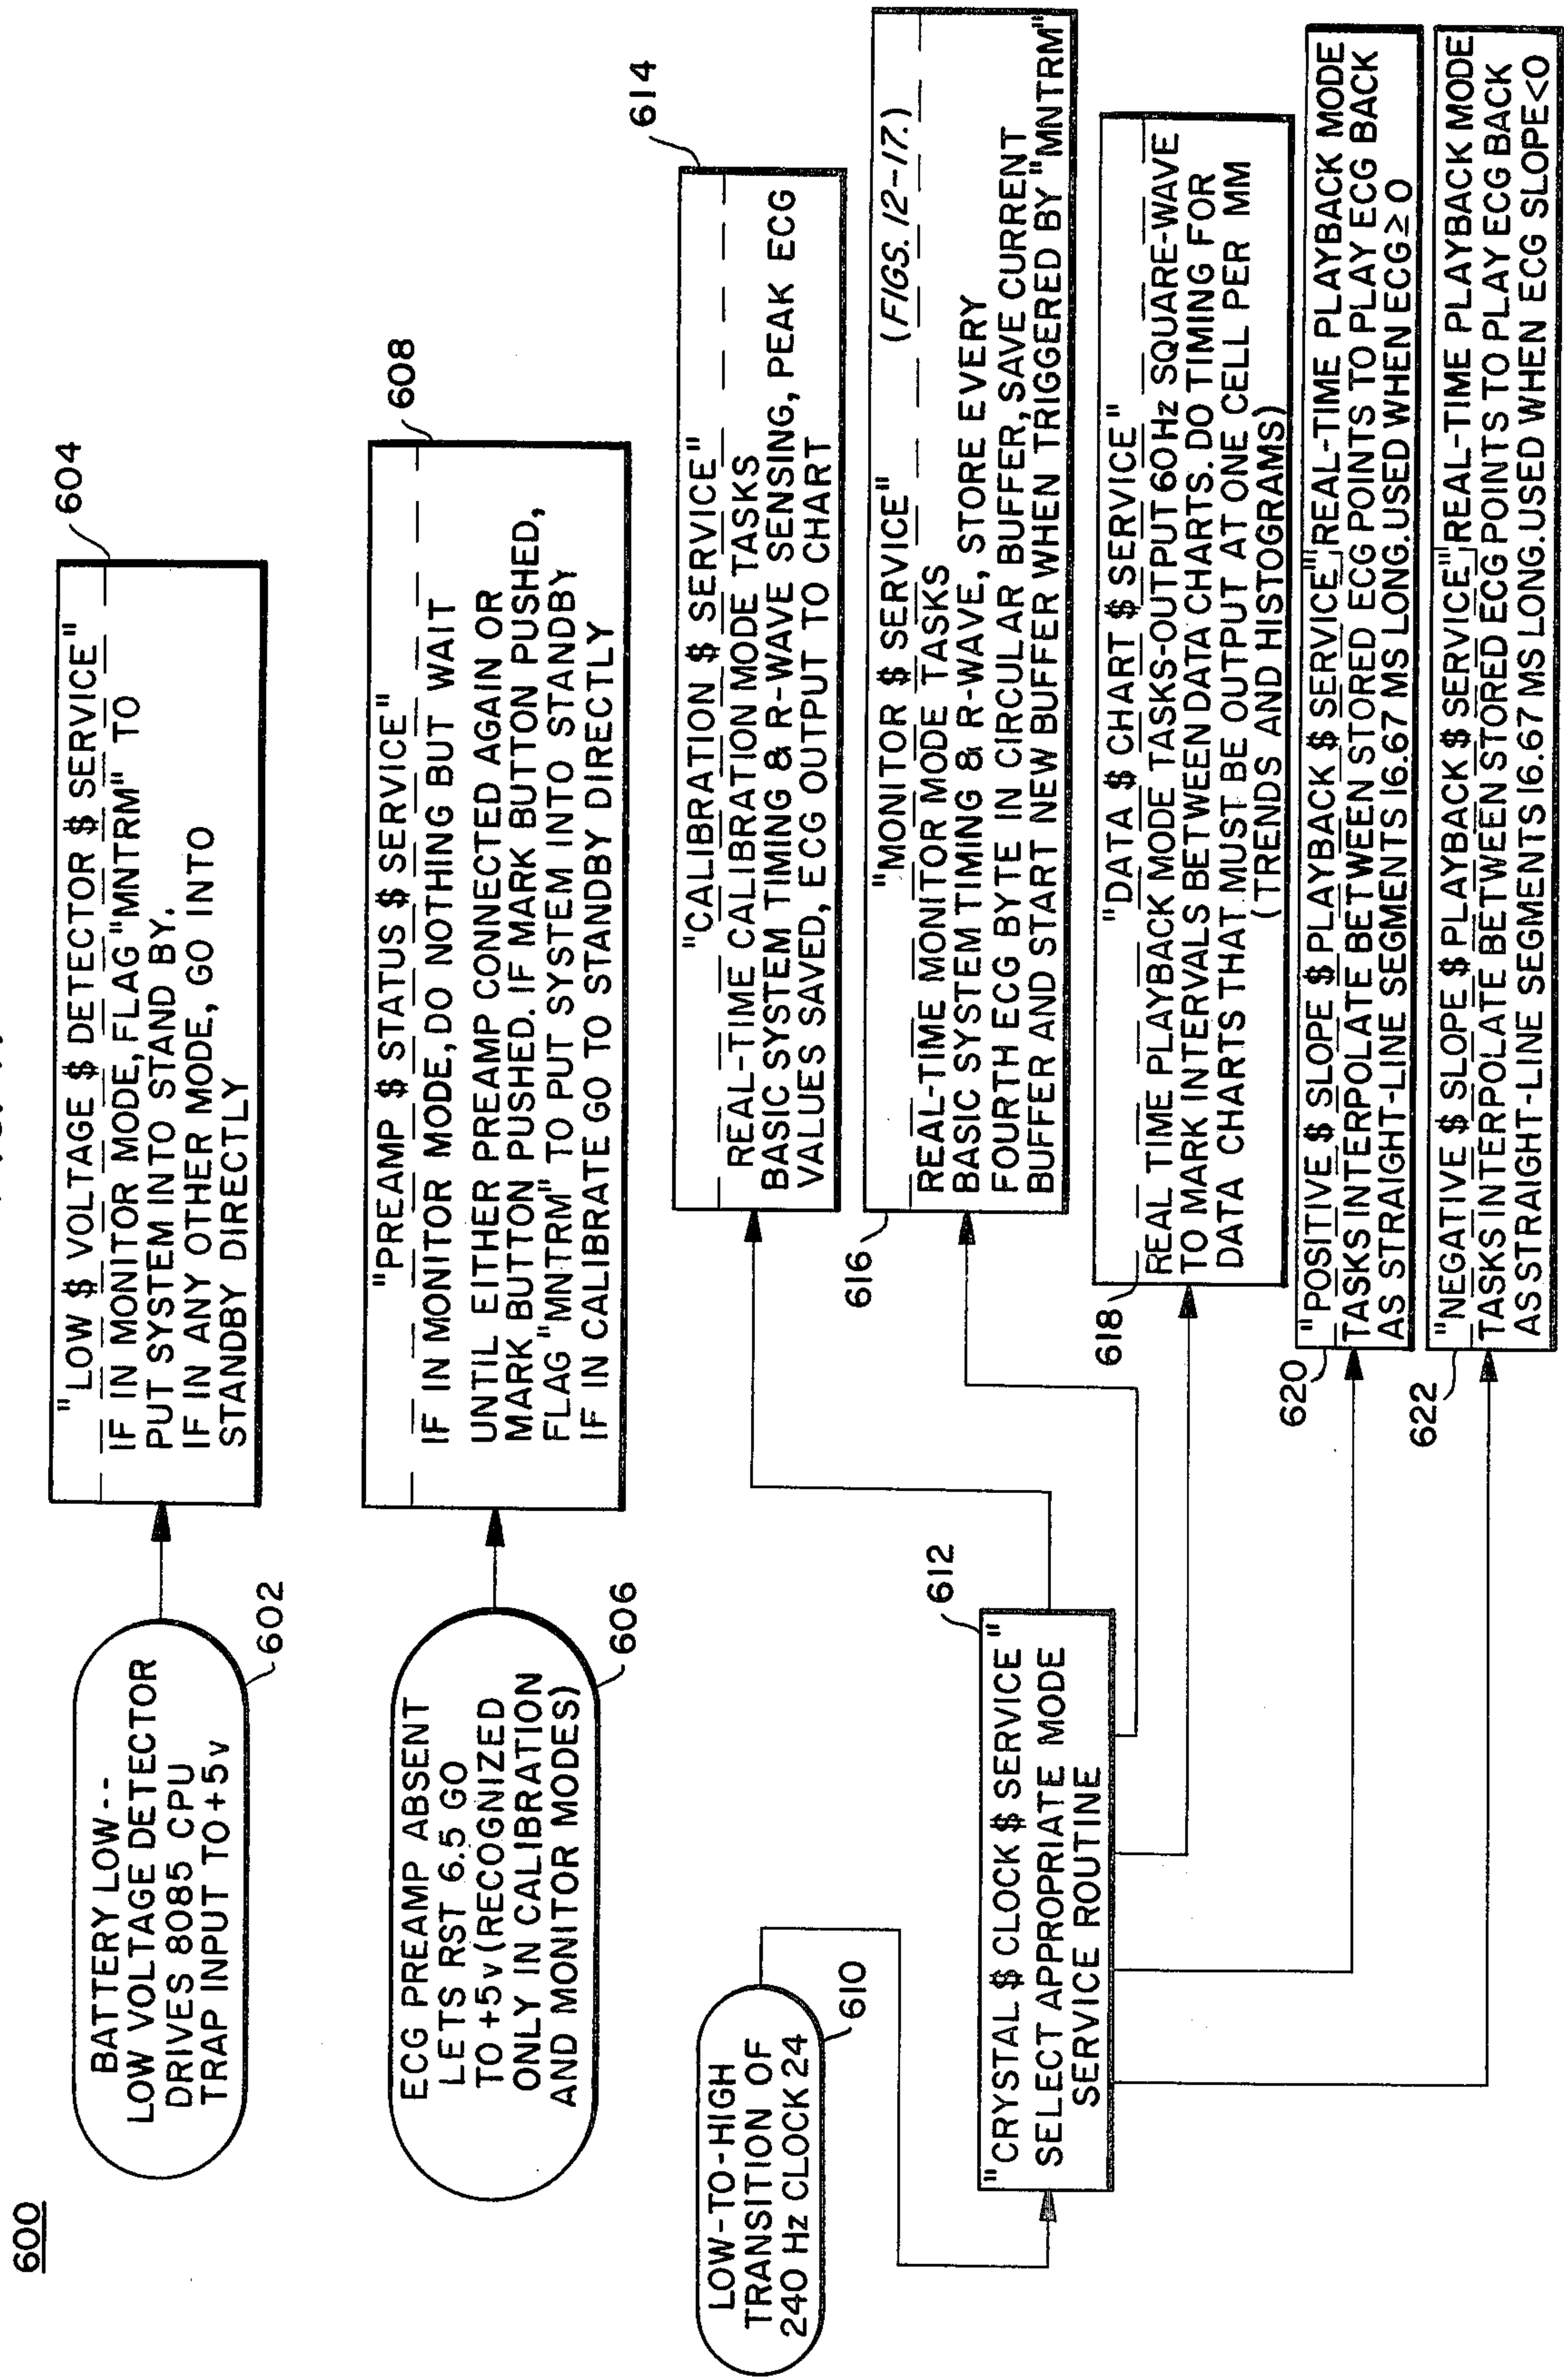 600
BATTERY LOW--
LOW VOLTAGE DETECTOR
DRIVES 8085 CPU
TRAP INPUT TO +5v
602
"LOW $ VOLTAGE $ DETECTOR $ SERVICE"
IF IN MONITOR MODE, FLAG "MNTRM" TO
PUT SYSTEM INTO STAND BY.
IF IN ANY OTHER MODE, GO INTO
STANDBY DIRECTLY
604
ECG PREAMP ABSENT
LETS RST 6.5 GO
TO +5v (RECOGNIZED
ONLY IN CALIBRATION
AND MONITOR MODES)
606
"PREAMP $ STATUS $ SERVICE"
IF IN MONITOR MODE, DO NOTHING BUT WAIT
UNTIL EITHER PREAMP CONNECTED AGAIN OR
MARK BUTTON PUSHED. IF MARK BUTTON PUSHED,
FLAG "MNTRM" TO PUT SYSTEM INTO STANDBY
IF IN CALIBRATE GO TO STANDBY DIRECTLY
608
LOW-TO-HIGH
TRANSITION OF
240 Hz CLOCK 24
610
"CRYSTAL $ CLOCK $ SERVICE"
SELECT APPROPRIATE MODE
SERVICE ROUTINE
612
"CALIBRATION $ SERVICE"
REAL-TIME CALIBRATION MODE TASKS
BASIC SYSTEM TIMING & R-WAVE SENSING, PEAK ECG
VALUES SAVED, ECG OUTPUT TO CHART
614
"MONITOR $ SERVICE" (FIGS. 12-17.)
REAL-TIME MONITOR MODE TASKS
BASIC SYSTEM TIMING & R-WAVE, STORE EVERY
FOURTH ECG BYTE IN CIRCULAR BUFFER, SAVE CURRENT
BUFFER AND START NEW BUFFER WHEN TRIGGERED BY "MNTRM"
616
"DATA $ CHART $ SERVICE"
REAL TIME PLAYBACK MODE TASKS-OUTPUT 60Hz SQUARE-WAVE
TO MARK INTERVALS BETWEEN DATA CHARTS. DO TIMING FOR
DATA CHARTS THAT MUST BE OUTPUT AT ONE CELL PER MM
(TRENDS AND HISTOGRAMS)
618
"POSITIVE $ SLOPE $ PLAYBACK $ SERVICE" REAL-TIME PLAYBACK MODE
TASKS INTERPOLATE BETWEEN STORED ECG POINTS TO PLAY ECG BACK
AS STRAIGHT-LINE SEGMENTS 16.67 MS LONG. USED WHEN ECG ≥ 0
620
"NEGATIVE $ SLOPE $ PLAYBACK $ SERVICE" REAL-TIME PLAYBACK MODE
TASKS INTERPOLATE BETWEEN STORED ECG POINTS TO PLAY ECG BACK
AS STRAIGHT-LINE SEGMENTS 16.67 MS LONG. USED WHEN ECG SLOPE<0
622